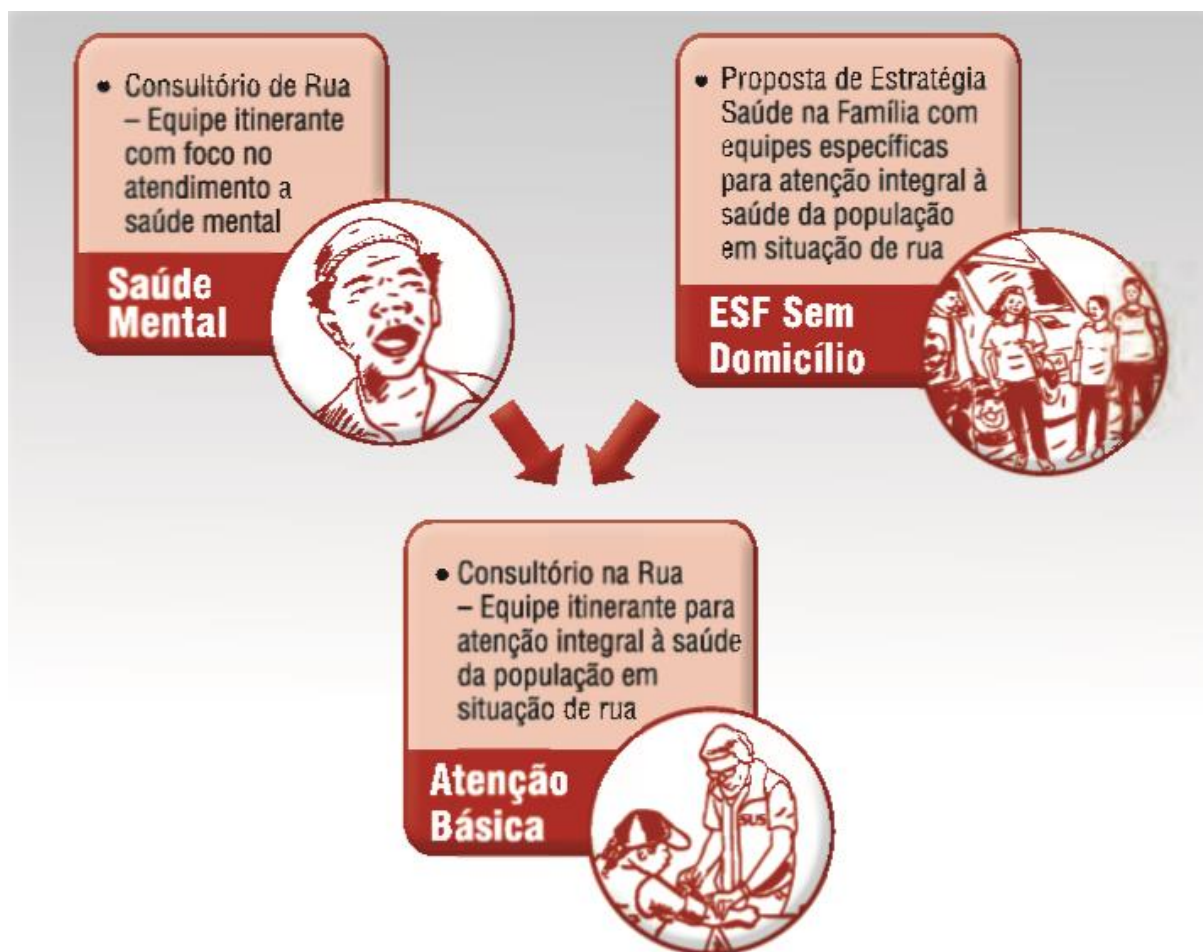 • Consultório de Rua
– Equipe itinerante
com foco no
atendimento a
saúde mental
Saúde
Mental
• Proposta de Estratégia
Saúde na Família com
equipes específicas
para atenção integral à
saúde da população
em situação de rua
ESF Sem
Domicílio
• Consultório na Rua
– Equipe itinerante para
atenção integral à saúde
da população em
situação de rua
Atenção
Básica
SUS